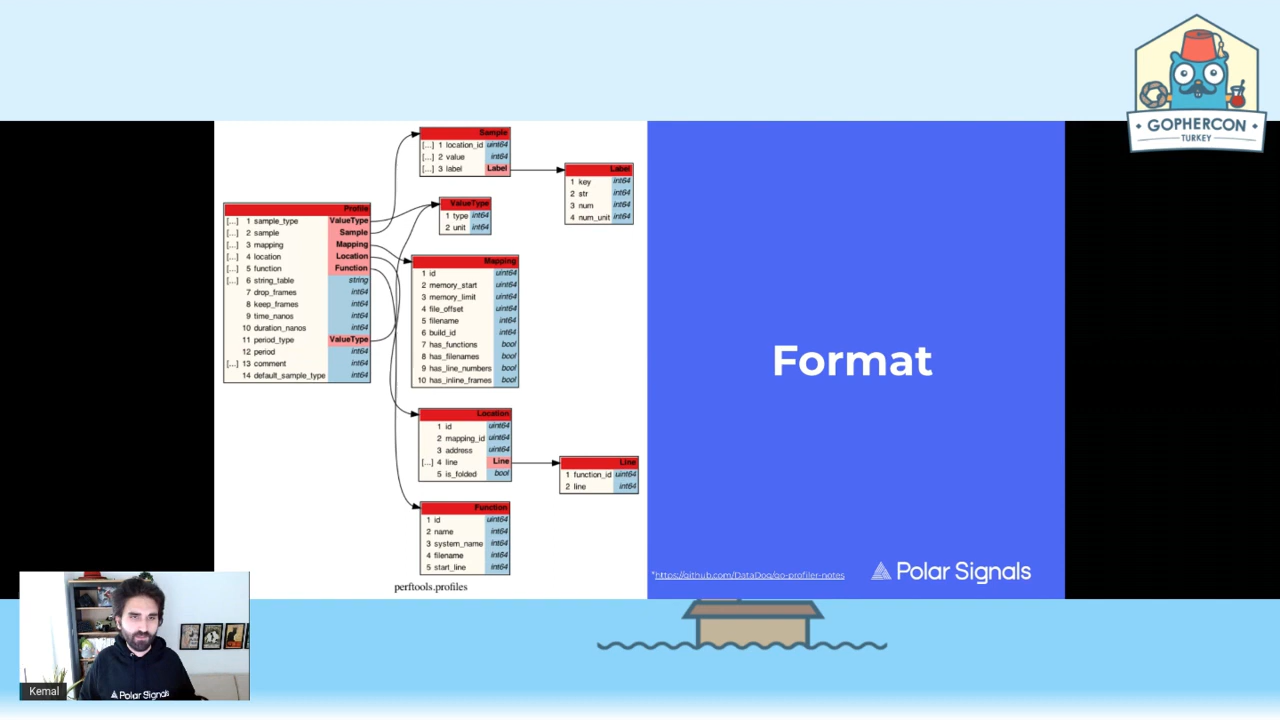 GOPHERCON
TURKEY
Profile
[...] 1 sample_type ValueType
[...] 2 sample Sample
[...] 3 mapping Mapping
[...] 4 location Location
[...] 5 function Function
[...] 6 string_table string
7 drop_frames int64
8 keep_frames int64
9 time_nanos int64
10 duration_nanos int64
11 period_type ValueType
12 period int64
[...] 13 comment int64
14 default_sample_type int64
Sample
[...] 1 location_id uint64
[...] 2 value int64
[...] 3 label Label
Label
1 key int64
2 str int64
3 num int64
4 num_unit int64
ValueType
1 type int64
2 unit int64
Mapping
1 id uint64
2 memory_start uint64
3 memory_limit uint64
4 file_offset uint64
5 filename int64
6 build_id int64
7 has_functions bool
8 has_filenames bool
9 has_line_numbers bool
10 has_inline_frames bool
Location
1 id uint64
2 mapping_id uint64
3 address uint64
[...] 4 line Line
5 is_folded bool
Line
1 function_id uint64
2 line int64
Function
1 id uint64
2 name int64
3 system_name int64
4 filename int64
5 start_line int64
perftools.profiles
Format
*https://github.com/DataDog/go-profiler-notes
Polar Signals
Polar Signals
Kemal